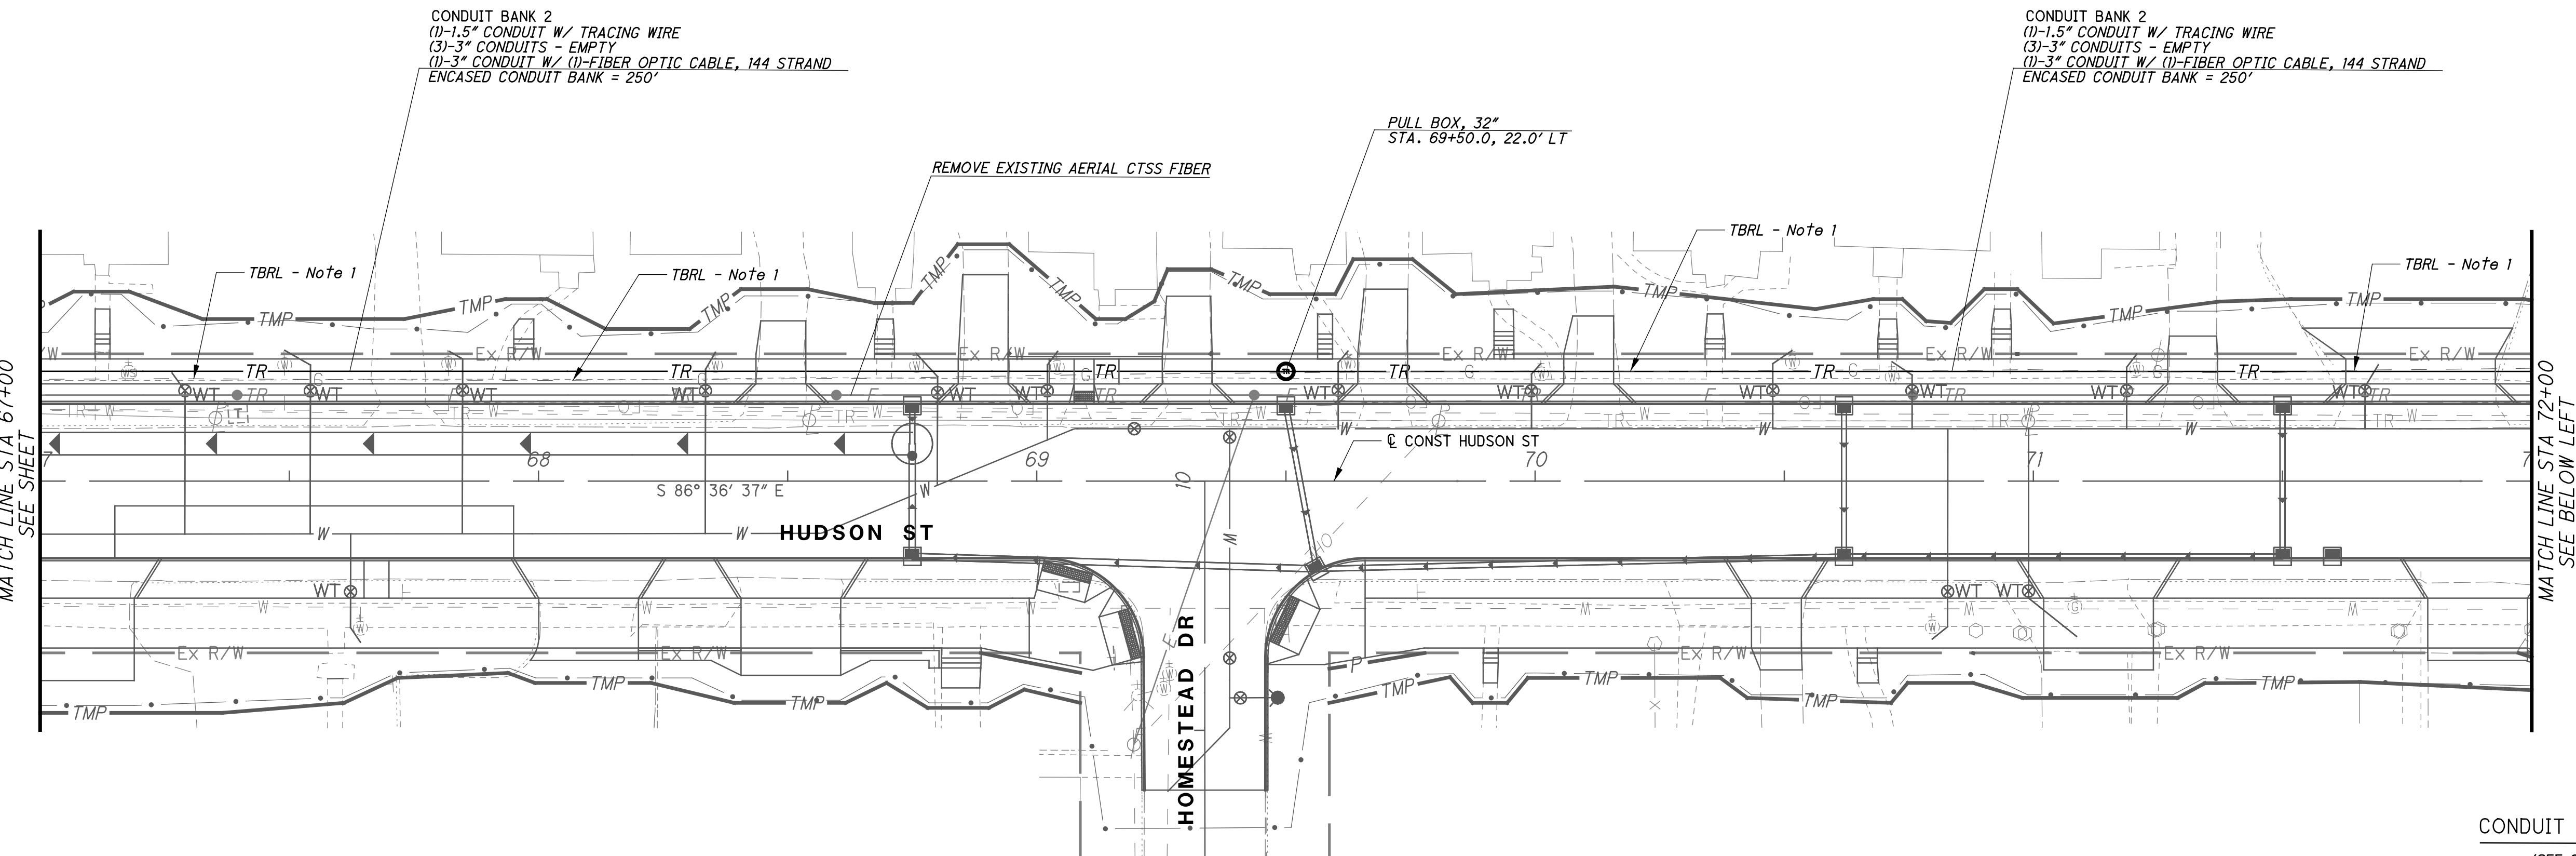 CONDUIT BANK 2
(1)-1.5" CONDUIT W/ TRACING WIRE
(3)-3" CONDUITS - EMPTY
(1)-3" CONDUIT W/ (1)-FIBER OPTIC CABLE, 144 STRAND
ENCASED CONDUIT BANK = 250'
CONDUIT BANK 2
(1)-1.5" CONDUIT W/ TRACING WIRE
(3)-3" CONDUITS - EMPTY
(1)-3" CONDUIT W/ (1)-FIBER OPTIC CABLE, 144 STRAND
ENCASED CONDUIT BANK = 250'
PULL BOX, 32"
STA. 69+50.0, 22.0' LT
REMOVE EXISTING AERIAL CTSS FIBER
TBRL - Note 1
TBRL - Note 1
TBRL - Note 1
TBRL - Note 1
TMP TMP TMP TMP TMP TMP TMP TMP TMP
Ex R/W Ex R/W Ex R/W Ex R/W Ex R/W
TR TR TR TR TR TR
WT WT WT WT WT WT WT WT WT WT WT WT
MATCH LINE STA 67+00
SEE SHEET
MATCH LINE STA 72+00
SEE BELOW LEFT
℄ CONST HUDSON ST
68 69 70 71
10
S 86° 36' 37" E
HUDSON ST
W W W W W W
HOMESTEAD DR
WT WT WT
Ex R/W Ex R/W Ex R/W Ex R/W
P
TMP TMP TMP TMP TMP TMP TMP
CONDUIT